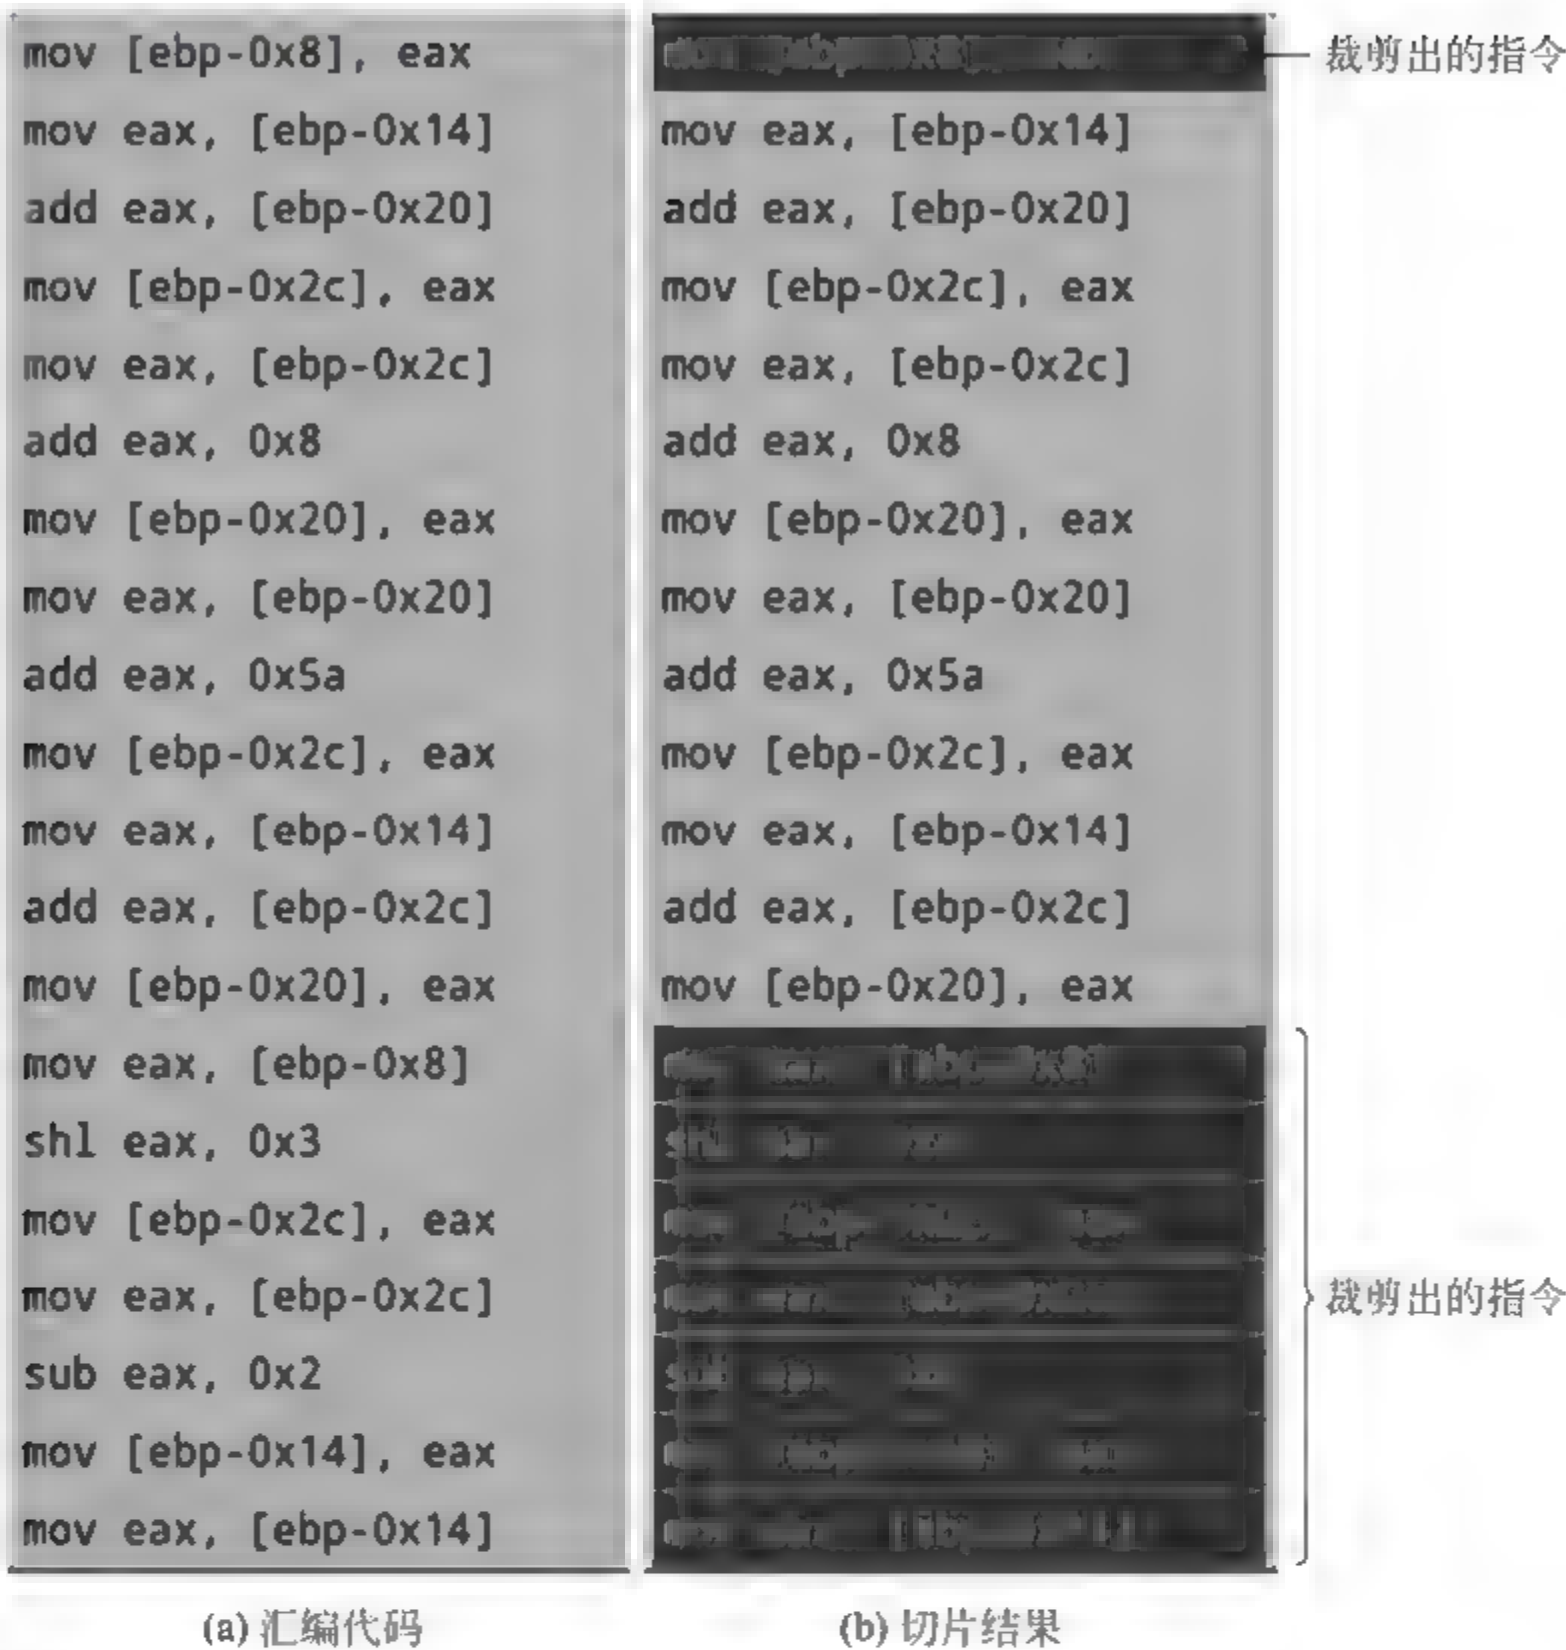 mov [ebp-0x8], eax
mov eax, [ebp-0x14]
add eax, [ebp-0x20]
mov [ebp-0x2c], eax
mov eax, [ebp-0x2c]
add eax, 0x8
mov [ebp-0x20], eax
mov eax, [ebp-0x20]
add eax, 0x5a
mov [ebp-0x2c], eax
mov eax, [ebp-0x14]
add eax, [ebp-0x2c]
mov [ebp-0x20], eax
mov eax, [ebp-0x8]
shl eax, 0x3
mov [ebp-0x2c], eax
mov eax, [ebp-0x2c]
sub eax, 0x2
mov [ebp-0x14], eax
mov eax, [ebp-0x14]
(a) 汇编代码
裁剪出的指令
mov eax, [ebp-0x14]
add eax, [ebp-0x20]
mov [ebp-0x2c], eax
mov eax, [ebp-0x2c]
add eax, 0x8
mov [ebp-0x20], eax
mov eax, [ebp-0x20]
add eax, 0x5a
mov [ebp-0x2c], eax
mov eax, [ebp-0x14]
add eax, [ebp-0x2c]
mov [ebp-0x20], eax
裁剪出的指令
(b) 切片结果